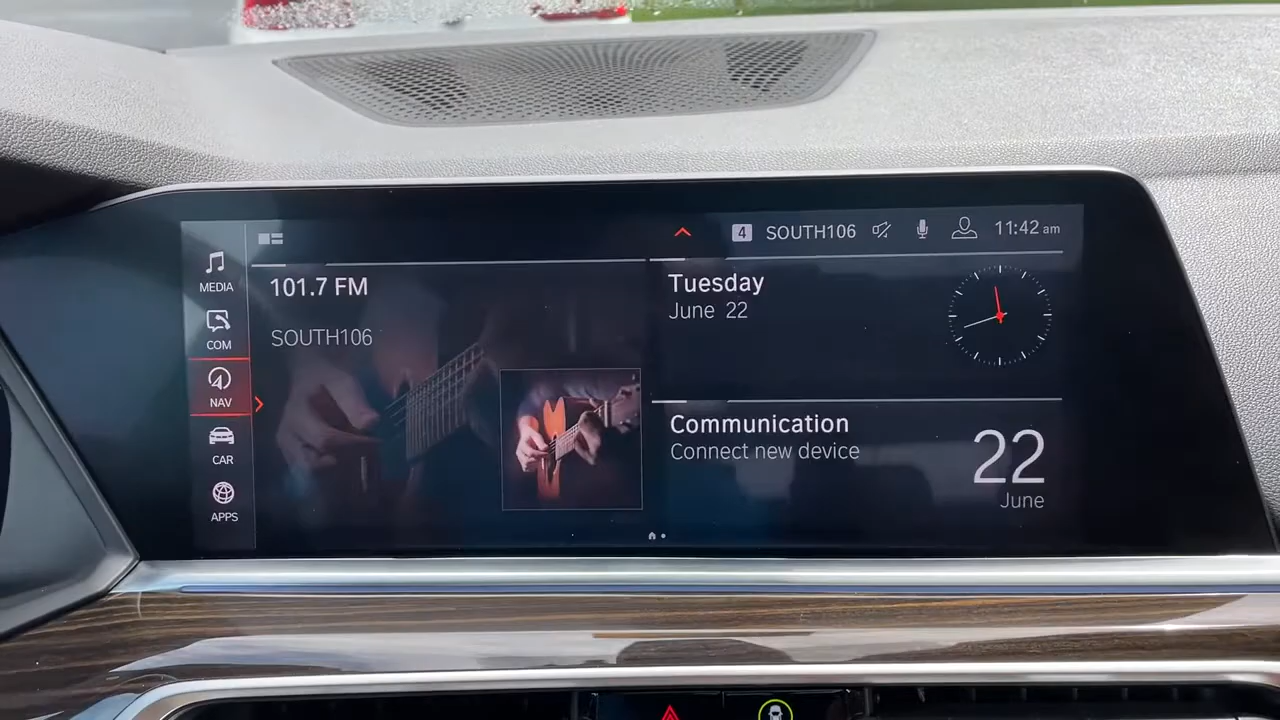 4 SOUTH106 11:42 am
MEDIA
COM
NAV
CAR
APPS
101.7 FM
SOUTH106
Tuesday
June 22
Communication
Connect new device
22
June